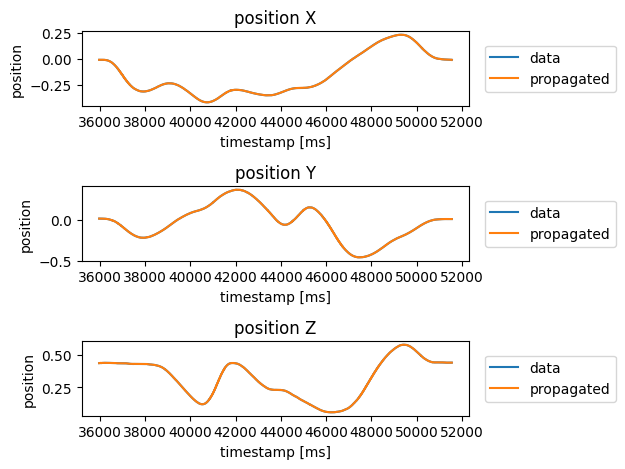 position X
0.25
0.00
−0.25
position
36000 38000 40000 42000 44000 46000 48000 50000 52000
timestamp [ms]
data
propagated
position Y
0.0
−0.5
position
36000 38000 40000 42000 44000 46000 48000 50000 52000
timestamp [ms]
data
propagated
position Z
0.50
0.25
position
36000 38000 40000 42000 44000 46000 48000 50000 52000
timestamp [ms]
data
propagated